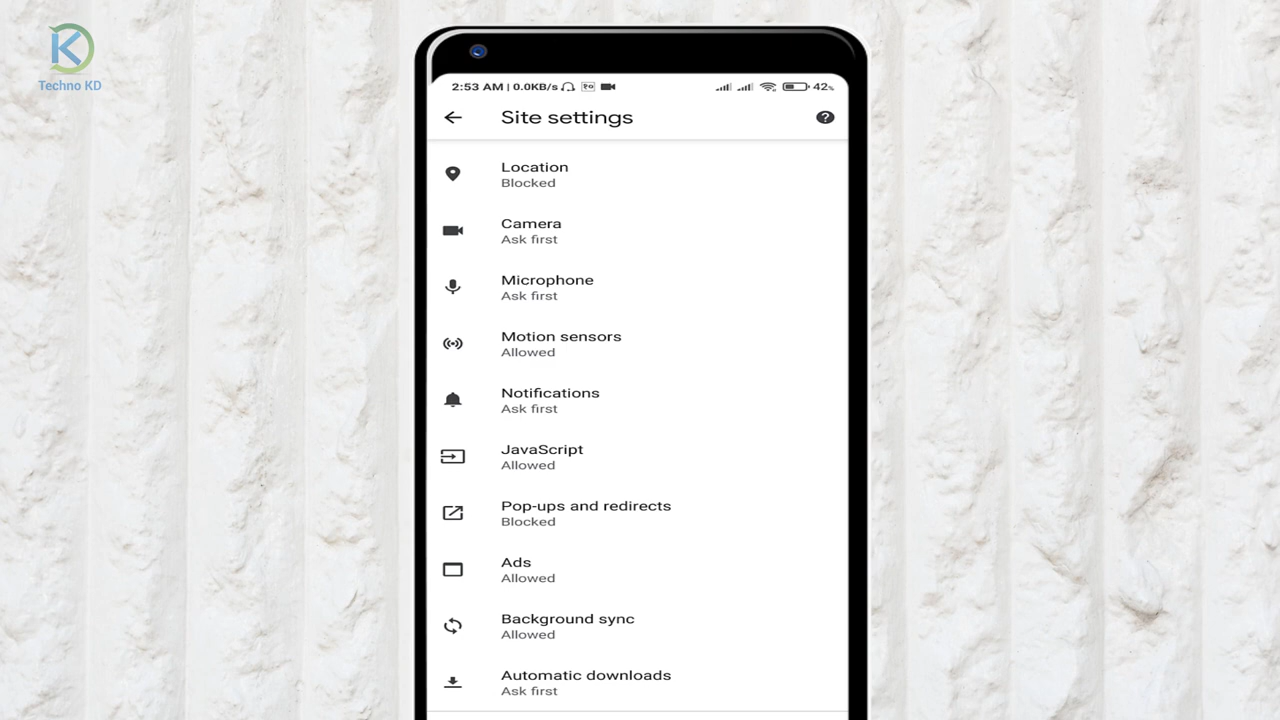 Techno KD
2:53 AM | 0.0KB/s 42%
Site settings
Location
Blocked
Camera
Ask first
Microphone
Ask first
Motion sensors
Allowed
Notifications
Ask first
JavaScript
Allowed
Pop-ups and redirects
Blocked
Ads
Allowed
Background sync
Allowed
Automatic downloads
Ask first